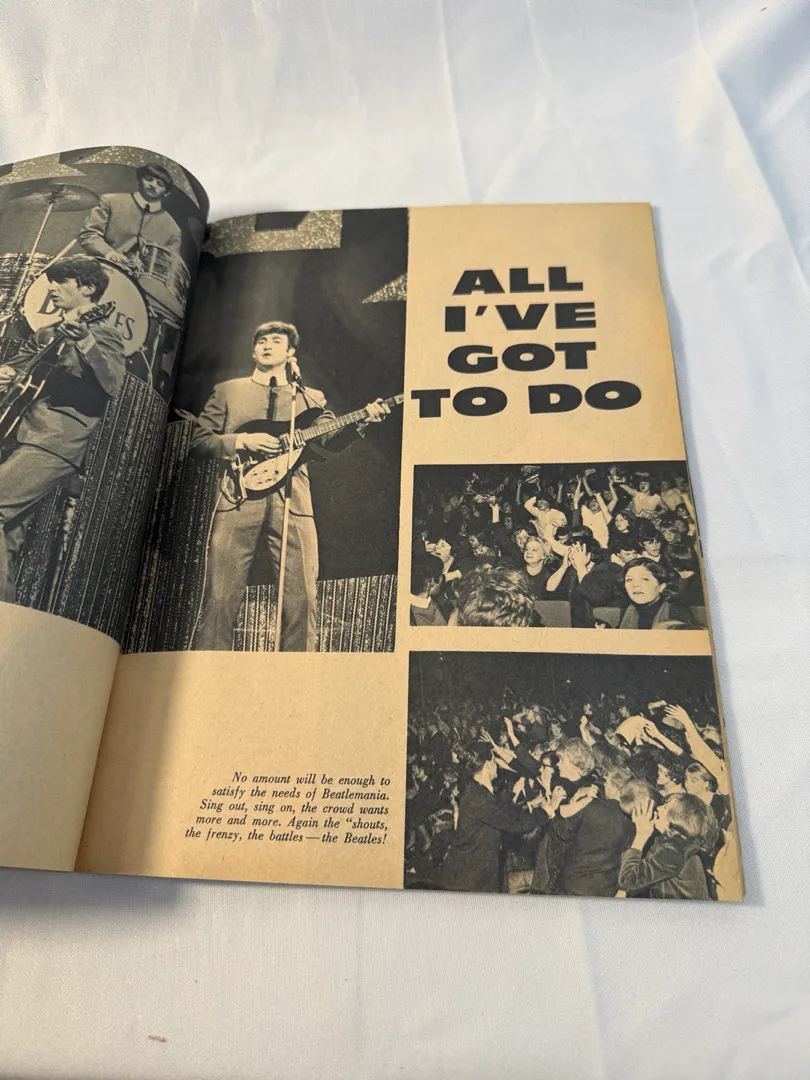 ALL
I'VE
GOT
TO DO
No amount will be enough to
satisfy the needs of Beatlemania.
Sing out, sing on, the crowd wants
more and more. Again the "shouts,
the frenzy, the battles — the Beatles!